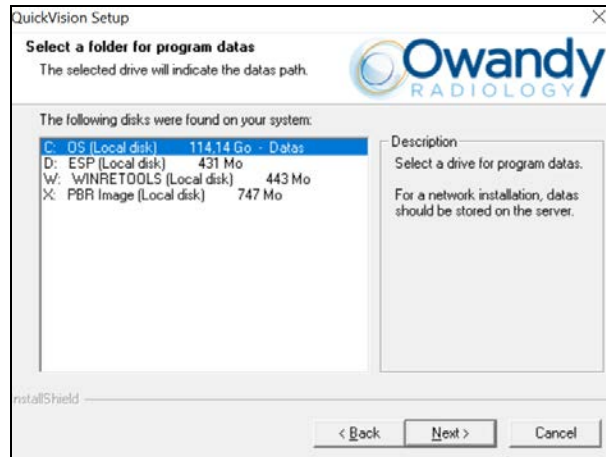 QuickVision Setup
Select a folder for program datas
The selected drive will indicate the datas path.
Owandy
RADIOLOGY
The following disks were found on your system:
C: OS (Local disk) 114,14 Go - Datas
D: ESP (Local disk) 431 Mo
W: WINRETOOLS (Local disk) 443 Mo
X: PBR Image (Local disk) 747 Mo
Description
Select a drive for program datas.
For a network installation, datas
should be stored on the server.
nstallShield
< Back
Next >
Cancel